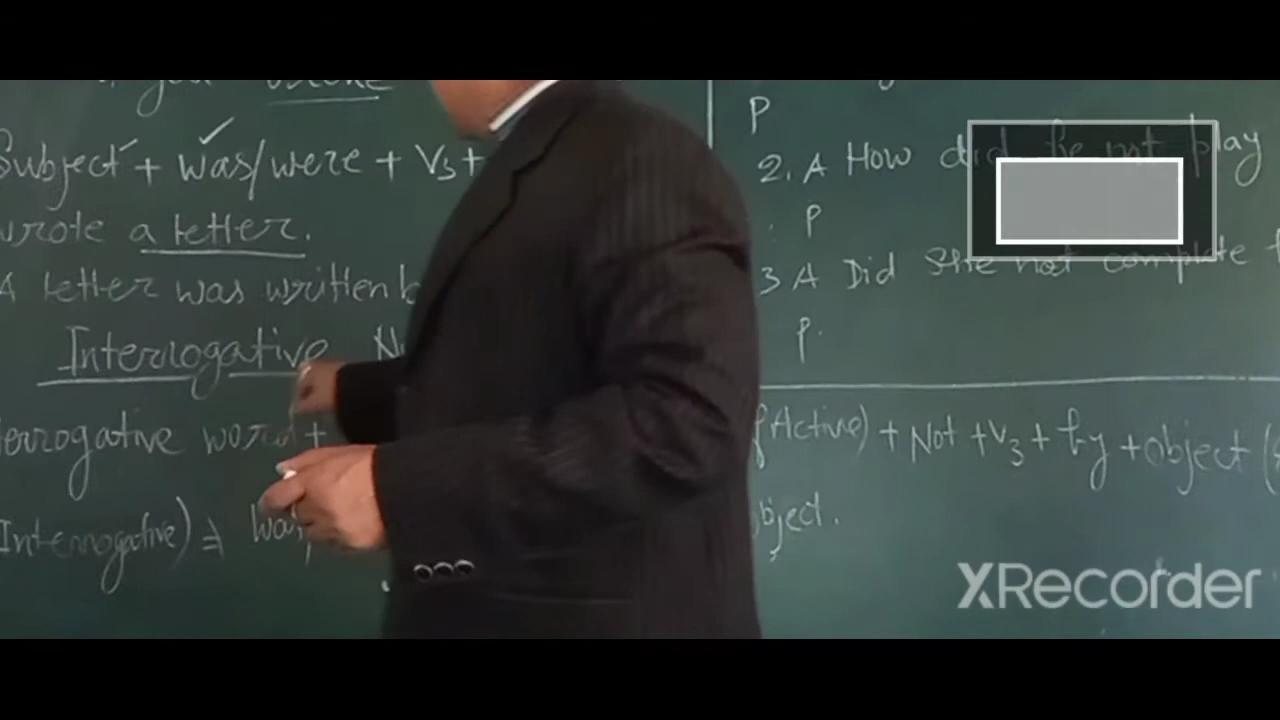 Subject + was/were + V3 +
wrote a letter.
A letter was written b
Interrogative N
terrogative word +
Interrogative) ⇒ Was
P
2. A How did he not play
P
3 A Did she not complete
P.
f Active) + Not + V3 + by + object (
bject.
XRecorder